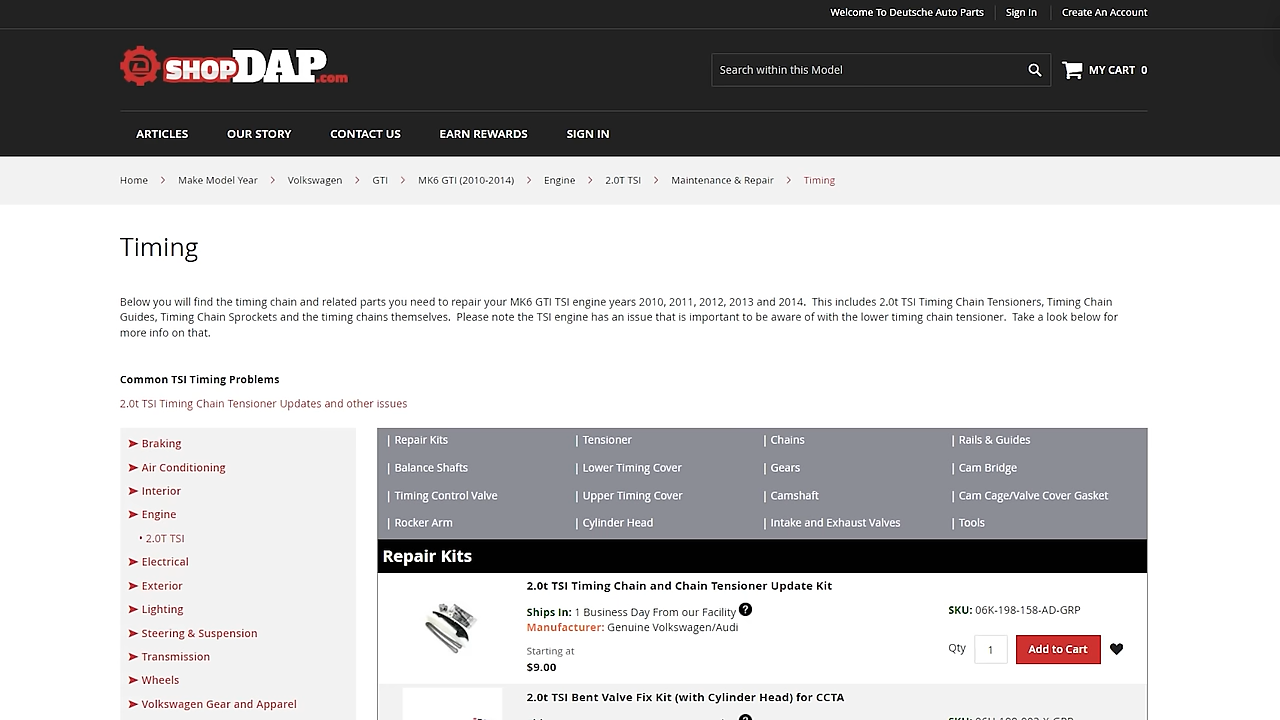 Welcome To Deutsche Auto Parts
Sign In
Create An Account
SHOPDAP.com
Search within this Model
MY CART 0
ARTICLES
OUR STORY
CONTACT US
EARN REWARDS
SIGN IN
Home
Make Model Year
Volkswagen
GTI
MK6 GTI (2010-2014)
Engine
2.0T TSI
Maintenance & Repair
Timing
Timing
Below you will find the timing chain and related parts you need to repair your MK6 GTI TSI engine years 2010, 2011, 2012, 2013 and 2014. This includes 2.0t TSI Timing Chain Tensioners, Timing Chain
Guides, Timing Chain Sprockets and the timing chains themselves. Please note the TSI engine has an issue that is important to be aware of with the lower timing chain tensioner. Take a look below for
more info on that.
Common TSI Timing Problems
2.0t TSI Timing Chain Tensioner Updates and other issues
➤ Braking
➤ Air Conditioning
➤ Interior
➤ Engine
• 2.0T TSI
➤ Electrical
➤ Exterior
➤ Lighting
➤ Steering & Suspension
➤ Transmission
➤ Wheels
➤ Volkswagen Gear and Apparel
| Repair Kits | Tensioner | Chains | Rails & Guides
| Balance Shafts | Lower Timing Cover | Gears | Cam Bridge
| Timing Control Valve | Upper Timing Cover | Camshaft | Cam Cage/Valve Cover Gasket
| Rocker Arm | Cylinder Head | Intake and Exhaust Valves | Tools
Repair Kits
2.0t TSI Timing Chain and Chain Tensioner Update Kit
Ships In: 1 Business Day From our Facility ?
Manufacturer: Genuine Volkswagen/Audi
Starting at
$9.00
SKU: 06K-198-158-AD-GRP
Qty 1 Add to Cart
2.0t TSI Bent Valve Fix Kit (with Cylinder Head) for CCTA